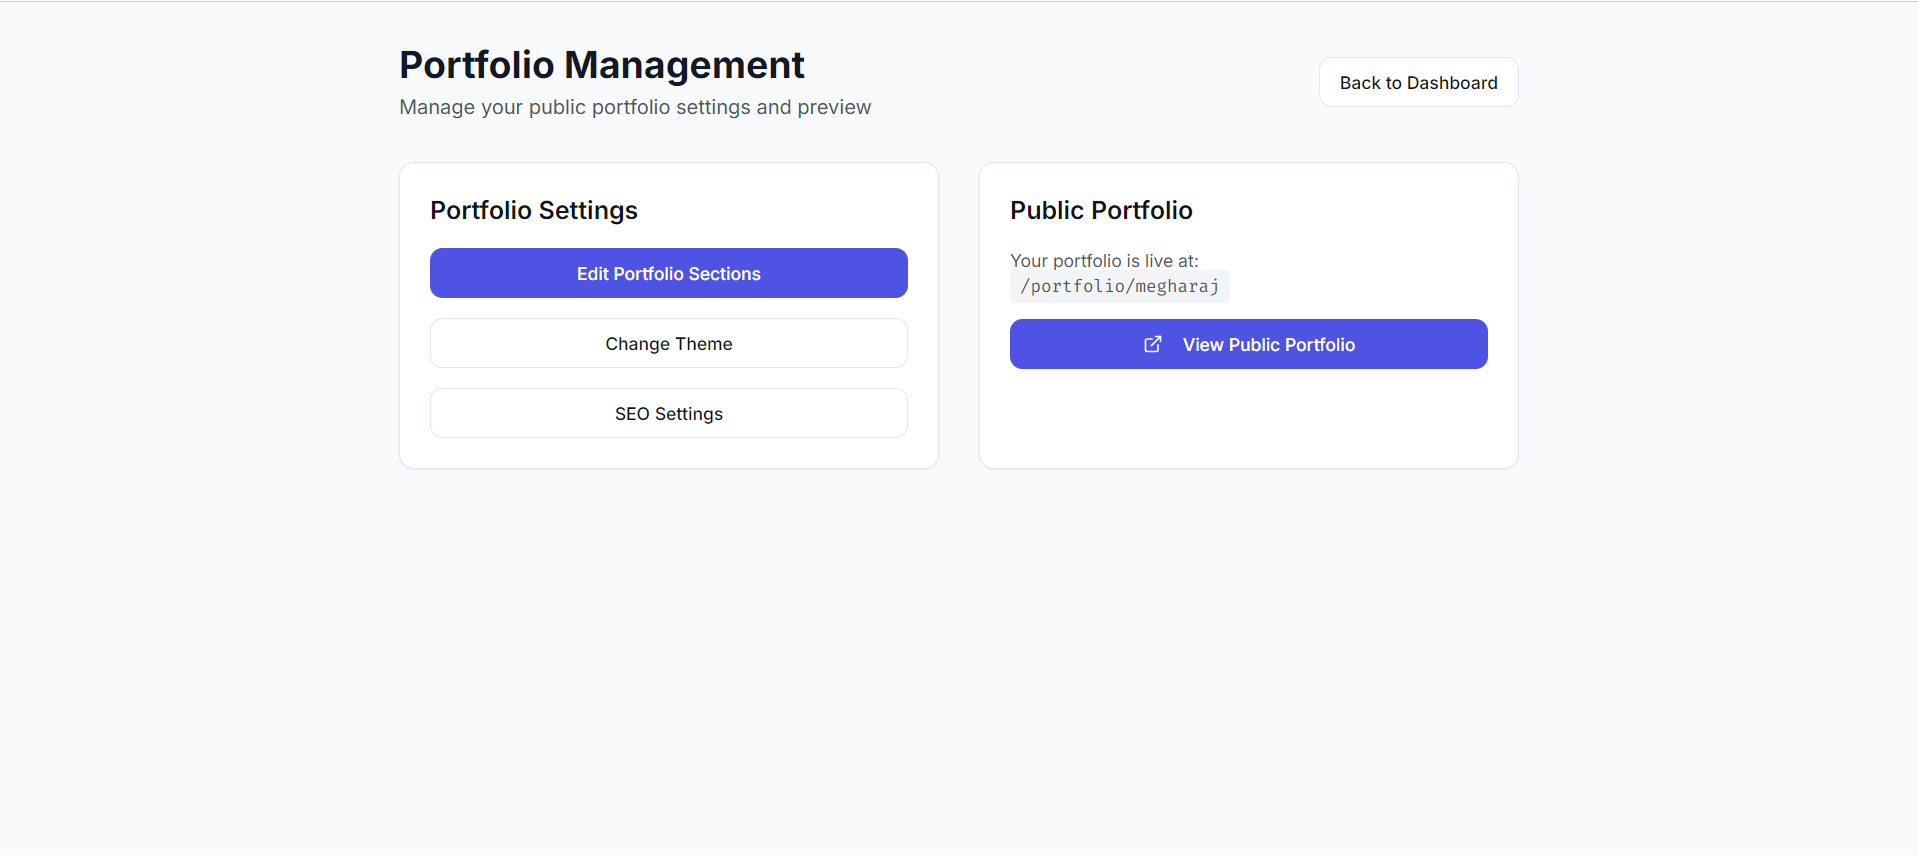 Portfolio Management
Manage your public portfolio settings and preview
Back to Dashboard
Portfolio Settings
Edit Portfolio Sections
Change Theme
SEO Settings
Public Portfolio
Your portfolio is live at:
/portfolio/megharaj
View Public Portfolio